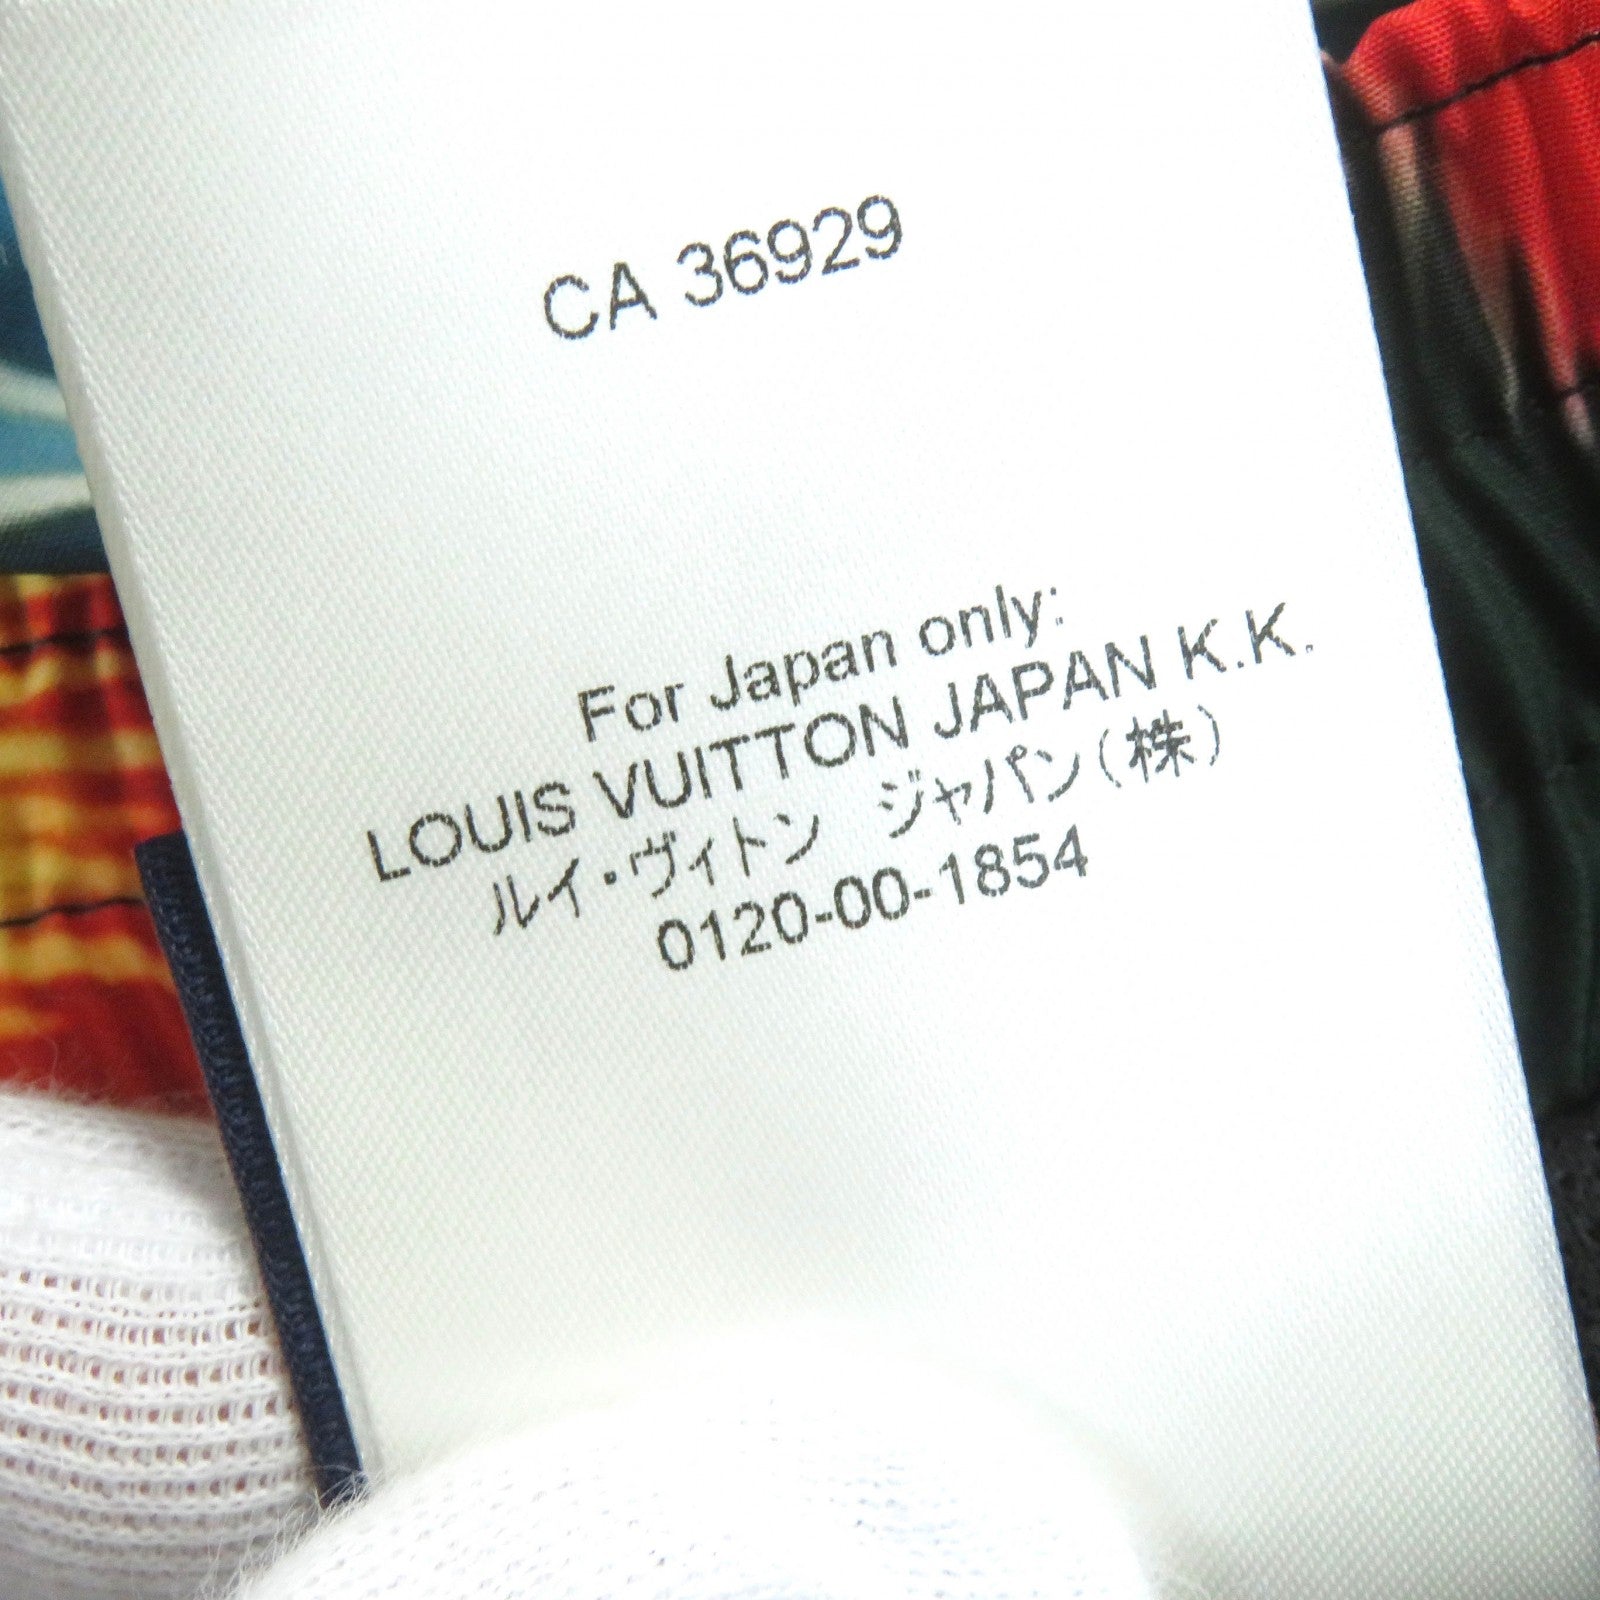 CA 36929
For Japan only:
LOUIS VUITTON JAPAN K.K.
ルイ・ヴィトン ジャパン(株)
0120-00-1854